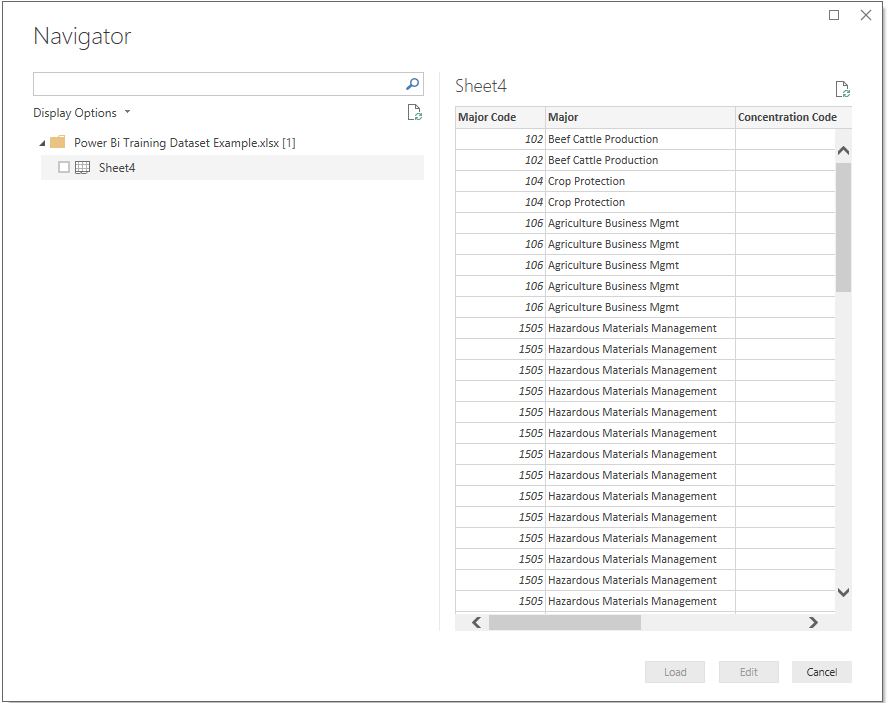 Navigator
Display Options
Power Bi Training Dataset Example.xlsx [1]
Sheet4
Sheet4
Major Code Major Concentration Code
102 Beef Cattle Production
102 Beef Cattle Production
104 Crop Protection
104 Crop Protection
106 Agriculture Business Mgmt
106 Agriculture Business Mgmt
106 Agriculture Business Mgmt
106 Agriculture Business Mgmt
106 Agriculture Business Mgmt
1505 Hazardous Materials Management
1505 Hazardous Materials Management
1505 Hazardous Materials Management
1505 Hazardous Materials Management
1505 Hazardous Materials Management
1505 Hazardous Materials Management
1505 Hazardous Materials Management
1505 Hazardous Materials Management
1505 Hazardous Materials Management
1505 Hazardous Materials Management
1505 Hazardous Materials Management
1505 Hazardous Materials Management
1505 Hazardous Materials Management
1505 Hazardous Materials Management
Load Edit Cancel